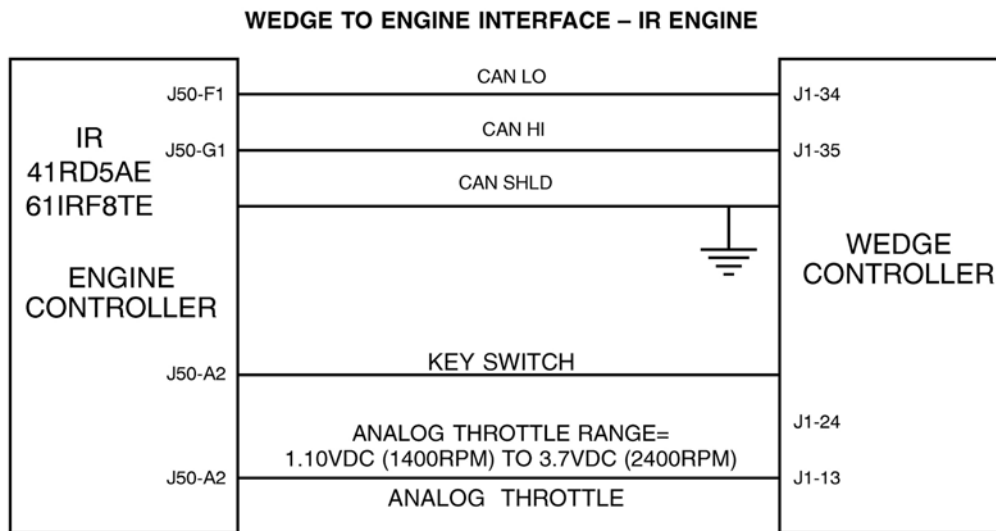 WEDGE TO ENGINE INTERFACE – IR ENGINE
CAN LO
J50-F1
J1-34
CAN HI
IR
J50-G1
J1-35
41RD5AE
CAN SHLD
61IRF8TE
WEDGE
CONTROLLER
ENGINE
CONTROLLER
KEY SWITCH
J50-A2
J1-24
ANALOG THROTTLE RANGE=
1.10VDC (1400RPM) TO 3.7VDC (2400RPM)
J50-A2
J1-13
ANALOG THROTTLE